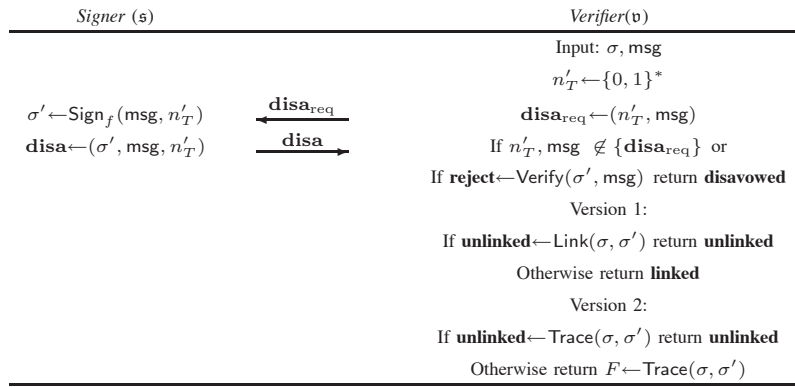 Signer (𝔰) Verifier(𝔳)
Input: σ, msg
n′_T←{0, 1}*
σ′←Sign_f(msg, n′_T) disa_req disa_req←(n′_T, msg)
disa←(σ′, msg, n′_T) disa If n′_T, msg ∉ {disa_req} or
If reject←Verify(σ′, msg) return disavowed
Version 1:
If unlinked←Link(σ, σ′) return unlinked
Otherwise return linked
Version 2:
If unlinked←Trace(σ, σ′) return unlinked
Otherwise return F←Trace(σ, σ′)